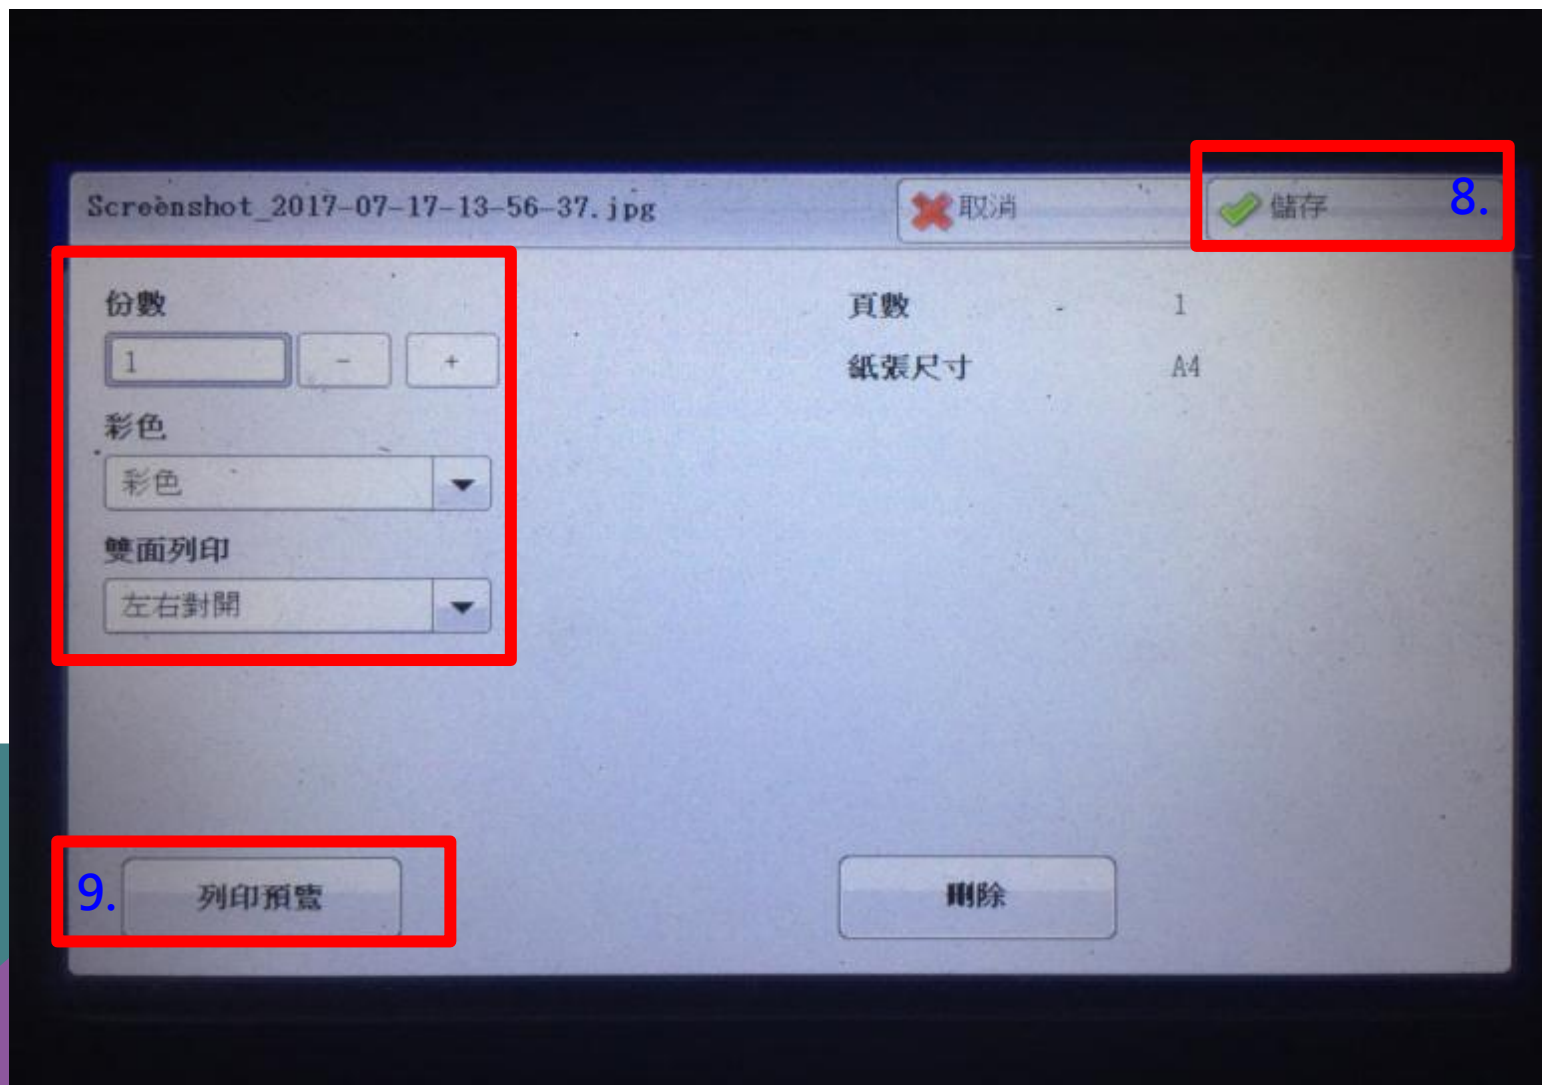 Screenshot_2017-07-17-13-56-37.jpg
取消
儲存
8.
份數
1
-
+
頁數
1
紙張尺寸
A4
彩色
彩色
雙面列印
左右對開
9.
列印預覽
刪除